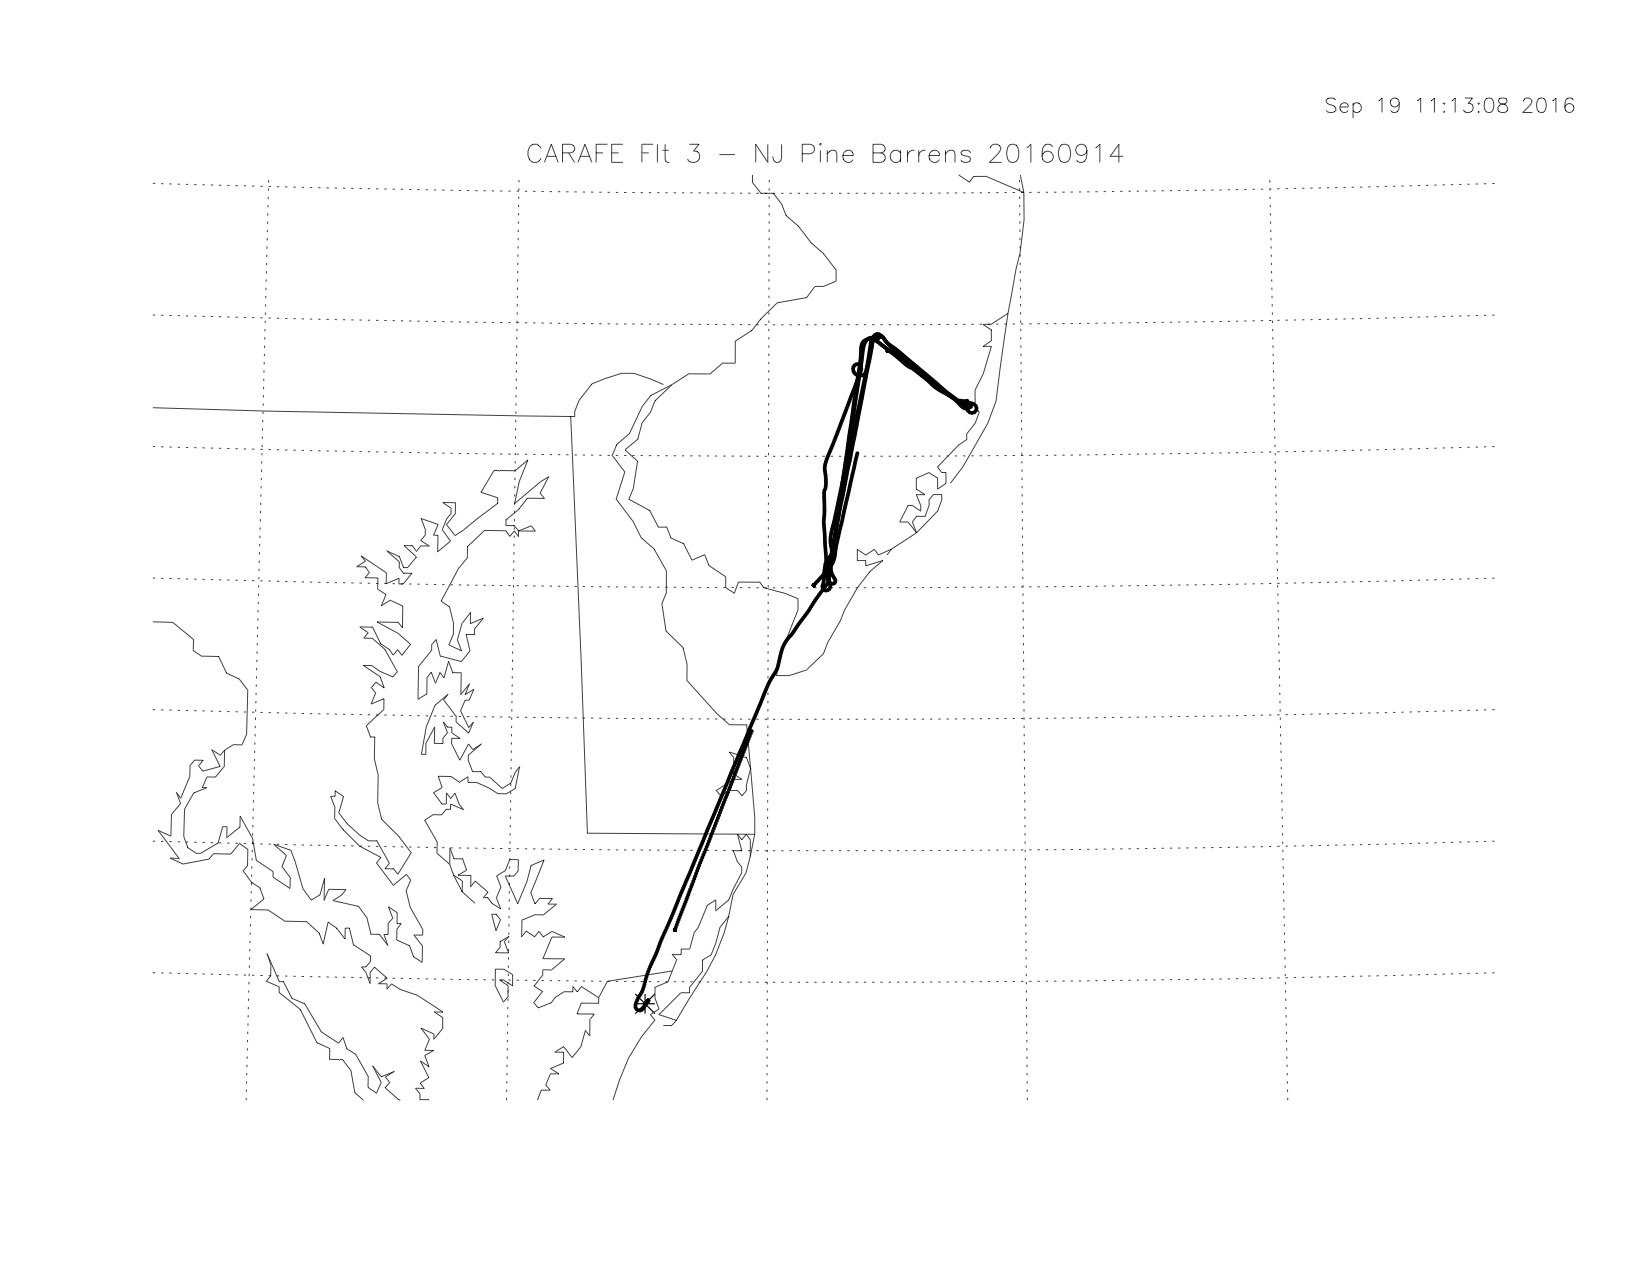 Sep 19 11:13:08 2016
CARAFE Flt 3 – NJ Pine Barrens 20160914